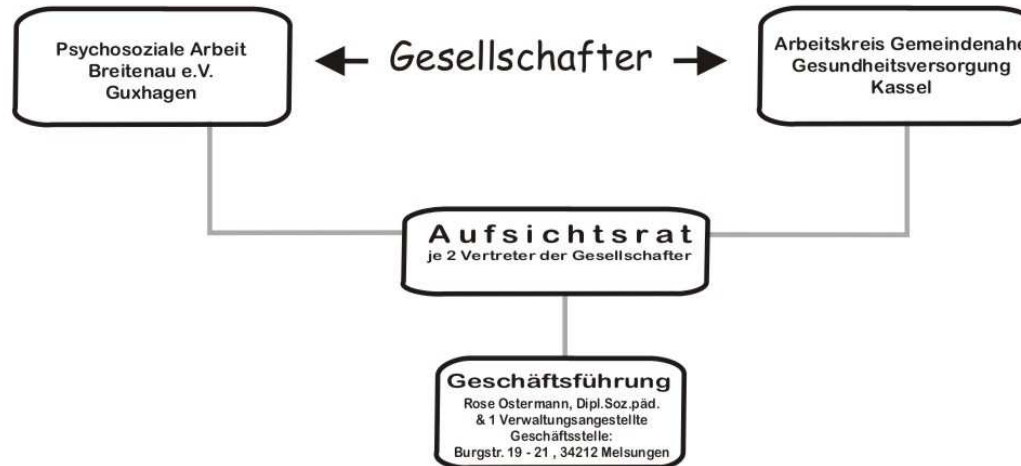 Psychosoziale Arbeit
Breitenau e.V.
Guxhagen
Gesellschafter
Arbeitskreis Gemeindenahe
Gesundheitsversorgung
Kassel
Aufsichtsrat
je 2 Vertreter der Gesellschafter
Geschäftsführung
Rose Ostermann, Dipl.Soz.päd.
& 1 Verwaltungsangestellte
Geschäftsstelle:
Burgstr. 19 - 21 , 34212 Melsungen